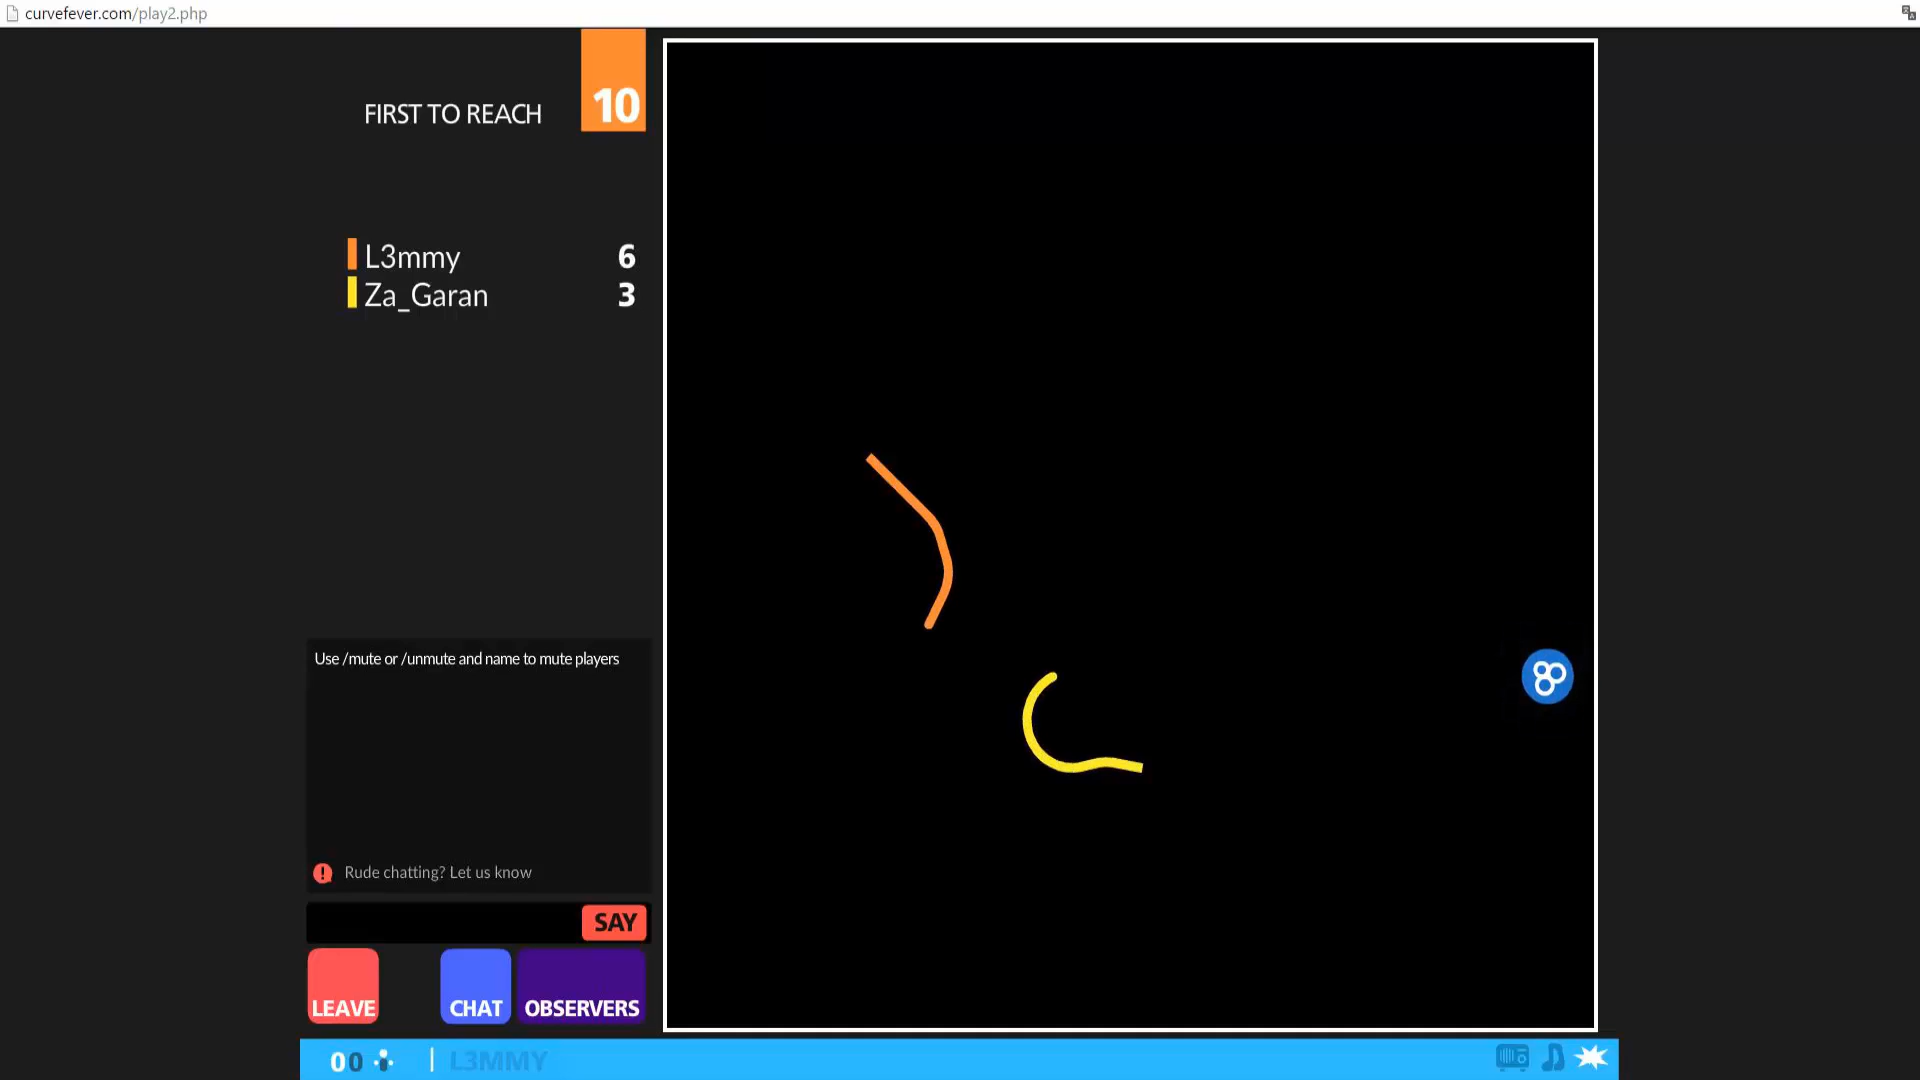 curvefever.com/play2.php
FIRST TO REACH
10
L3mmy 6
Za_Garan 3
Use /mute or /unmute and name to mute players
Rude chatting? Let us know
SAY
LEAVE
CHAT
OBSERVERS
00
L3MMY